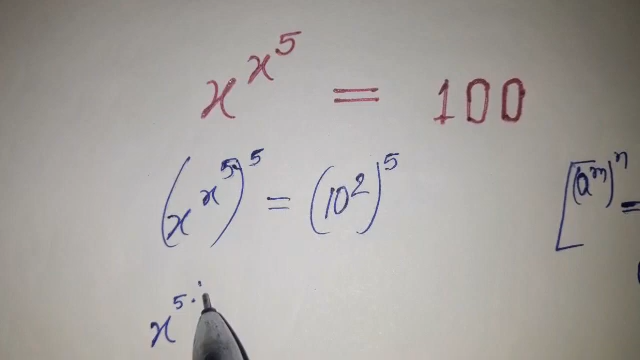 x^{x^5} = 100
(x^{x^5})^5 = (10^2)^5
[(a^m)^n =
x^{5.